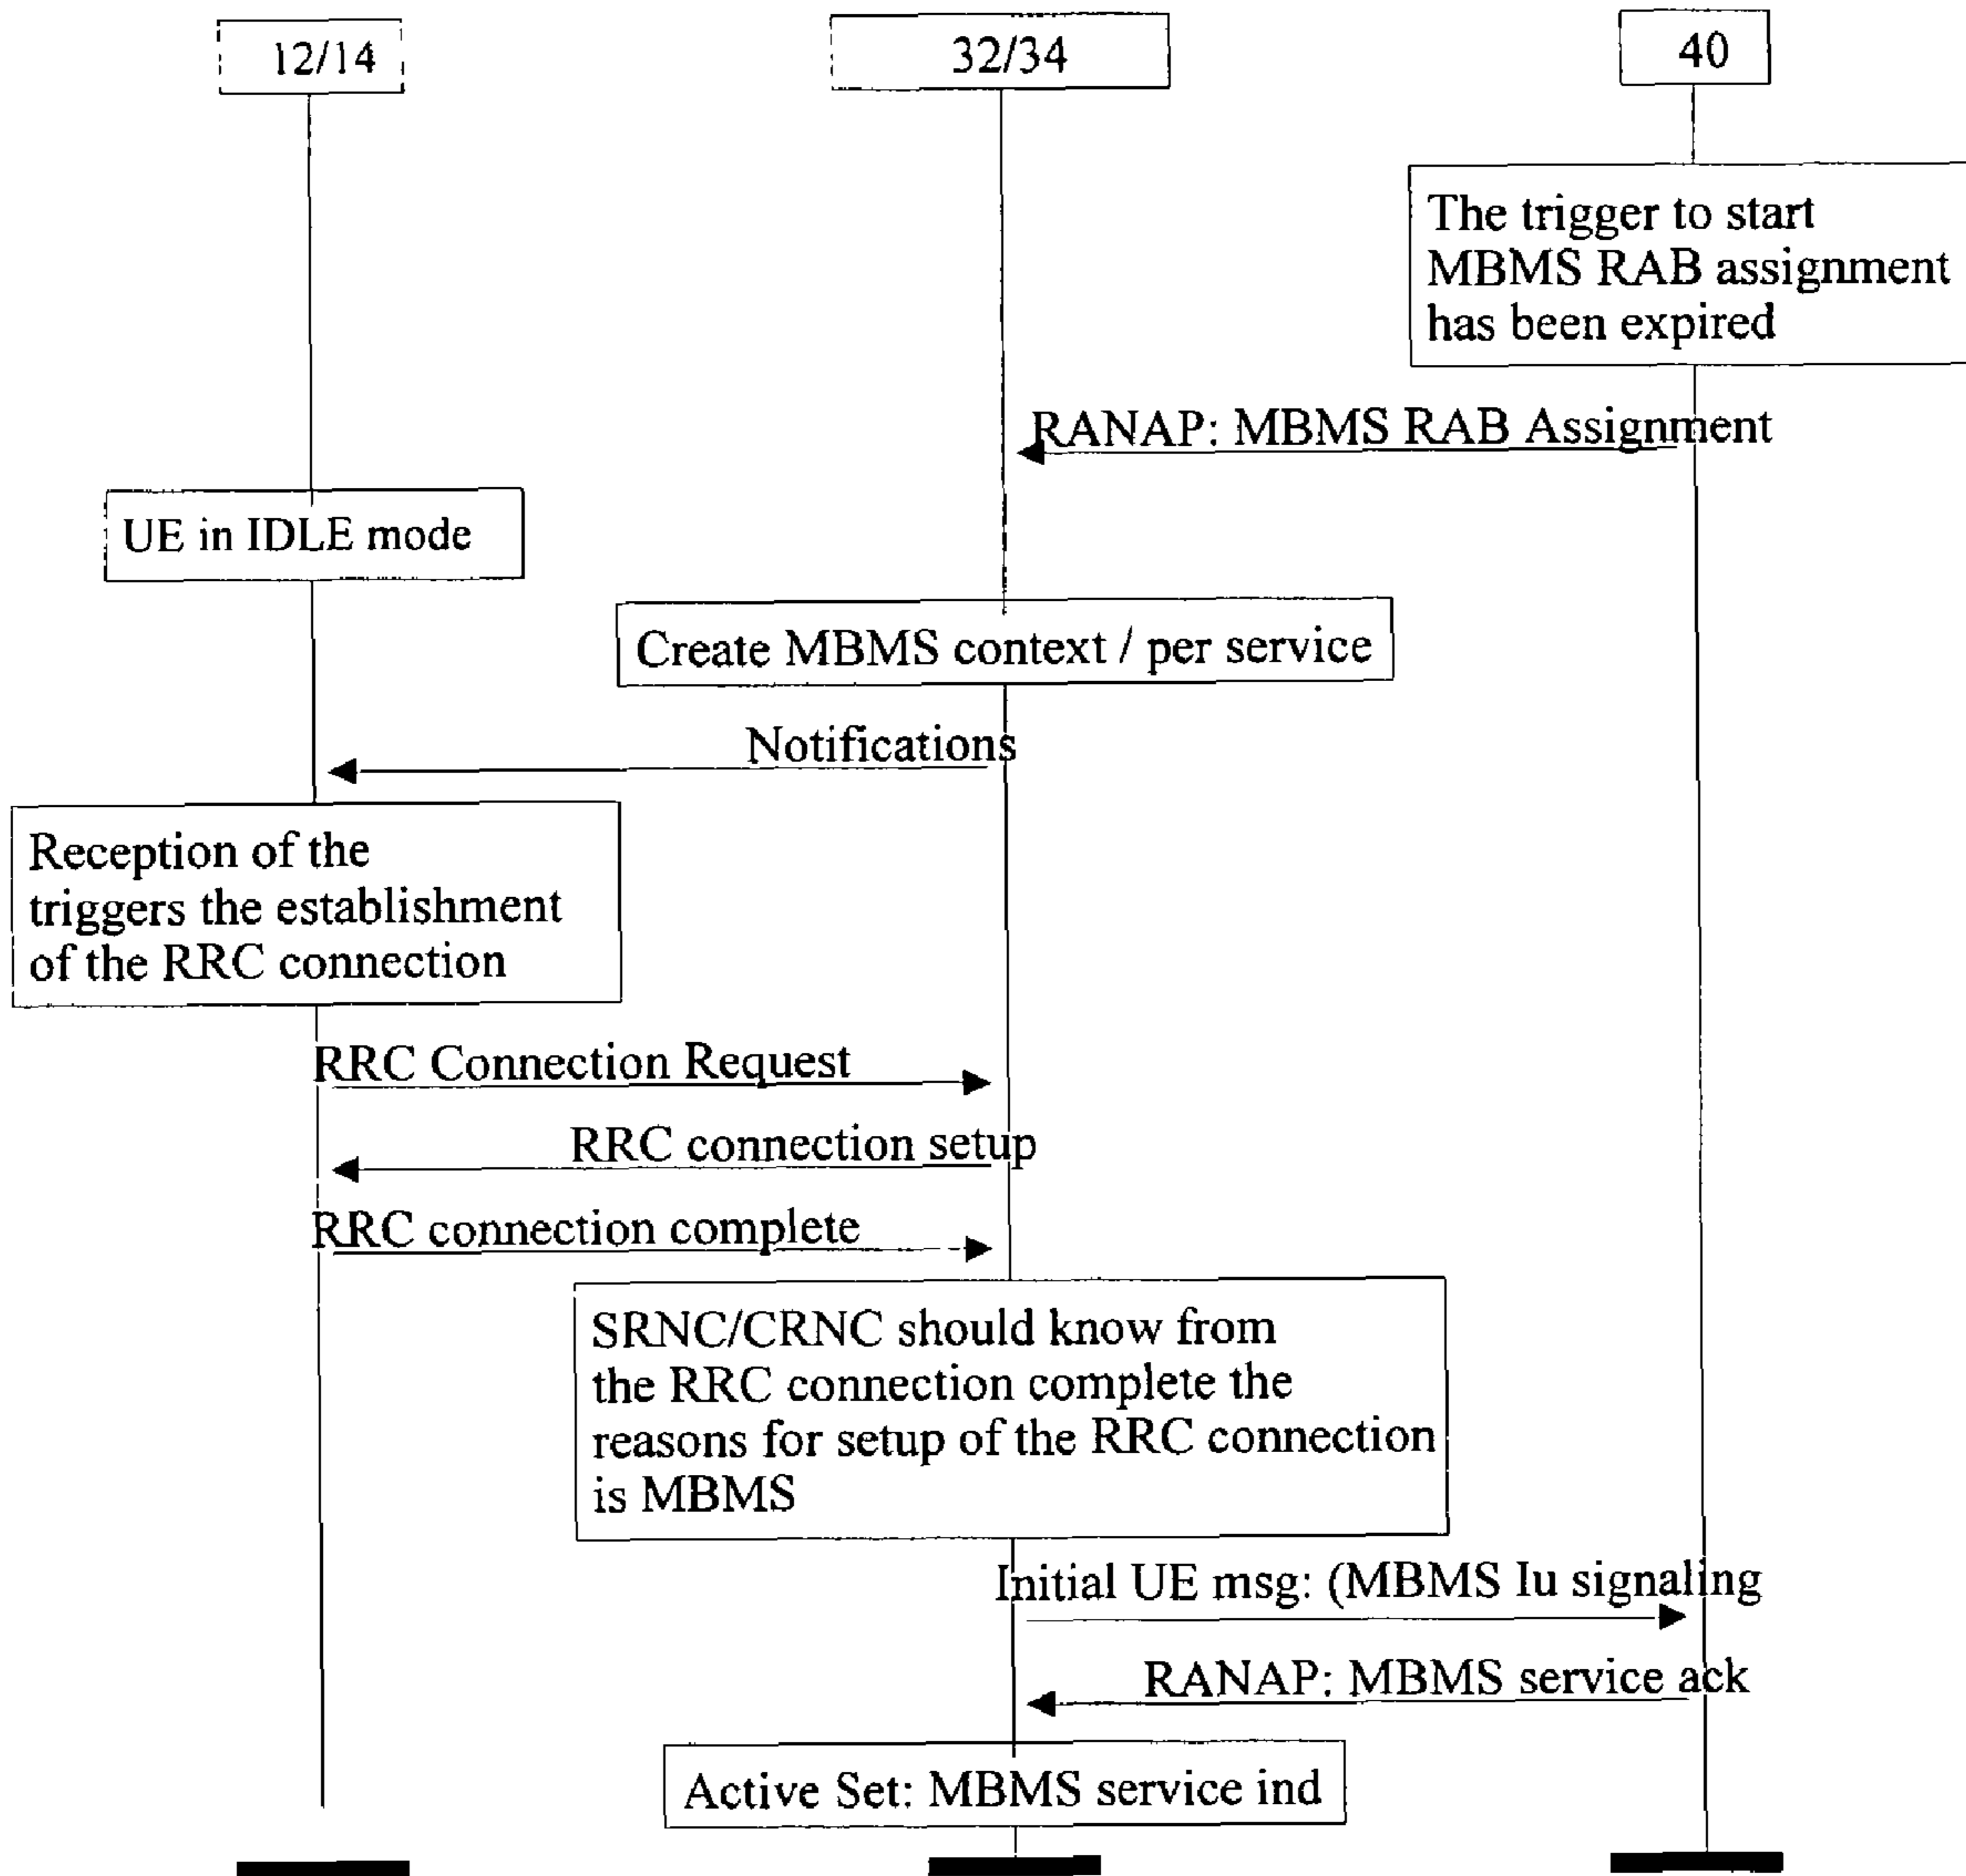 12/14
32/34
40
The trigger to start
MBMS RAB assignment
has been expired
RANAP: MBMS RAB Assignment
UE in IDLE mode
Create MBMS context / per service
Notifications
Reception of the
triggers the establishment
of the RRC connection
RRC Connection Request
RRC connection setup
RRC connection complete
SRNC/CRNC should know from
the RRC connection complete the
reasons for setup of the RRC connection
is MBMS
Initial UE msg: (MBMS Iu signaling
RANAP: MBMS service ack
Active Set: MBMS service ind